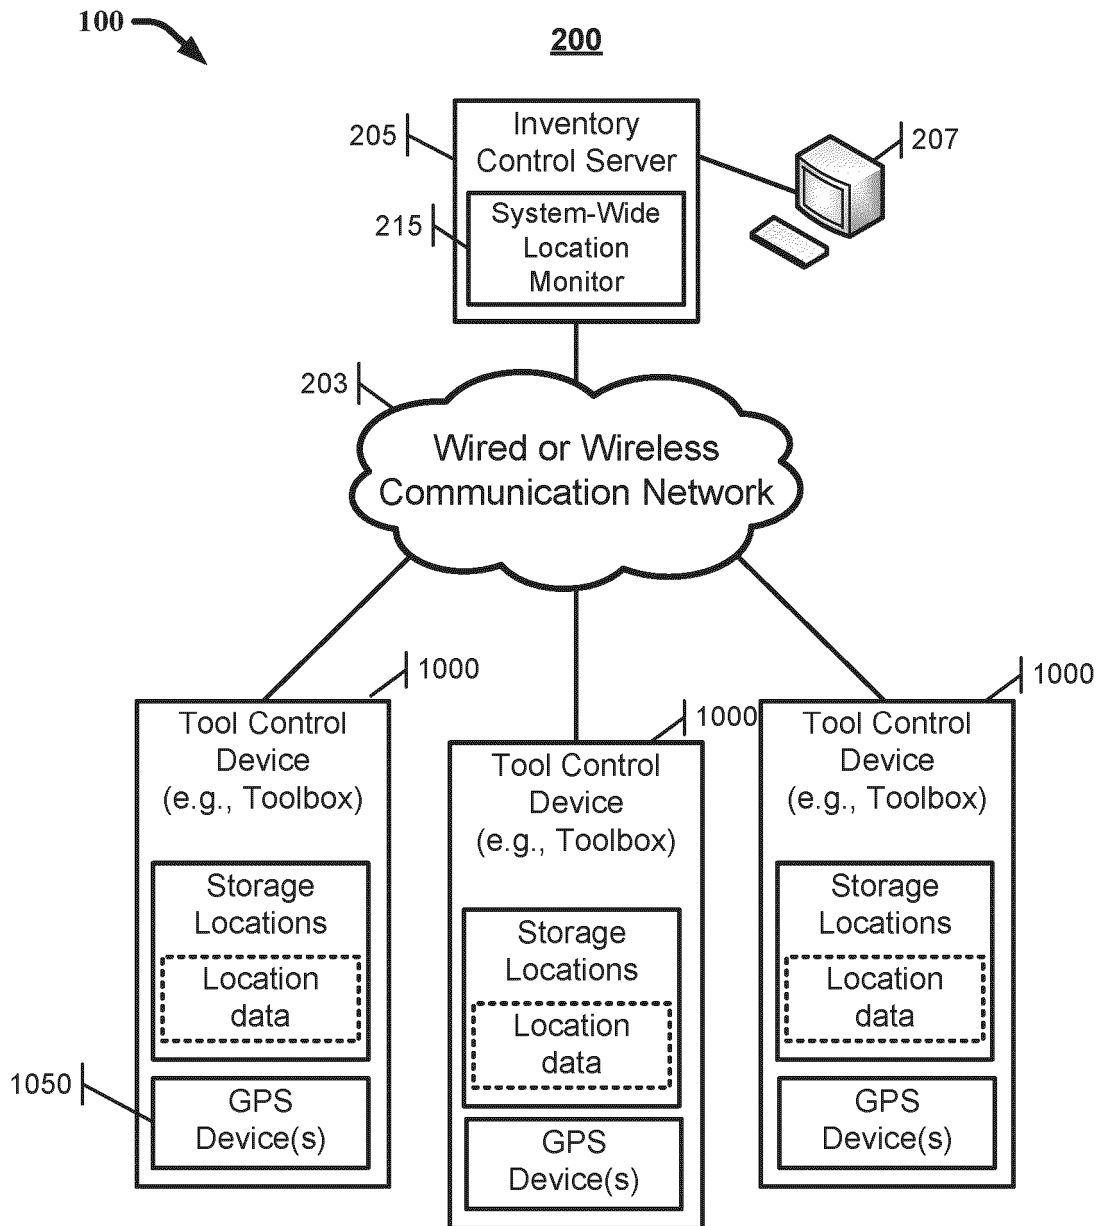 100
200
205
Inventory
Control Server
207
215
System-Wide
Location
Monitor
203
Wired or Wireless
Communication Network
1000
Tool Control
Device
(e.g., Toolbox)
Storage
Locations
Location
data
1050
GPS
Device(s)
1000
Tool Control
Device
(e.g., Toolbox)
Storage
Locations
Location
data
GPS
Device(s)
1000
Tool Control
Device
(e.g., Toolbox)
Storage
Locations
Location
data
GPS
Device(s)